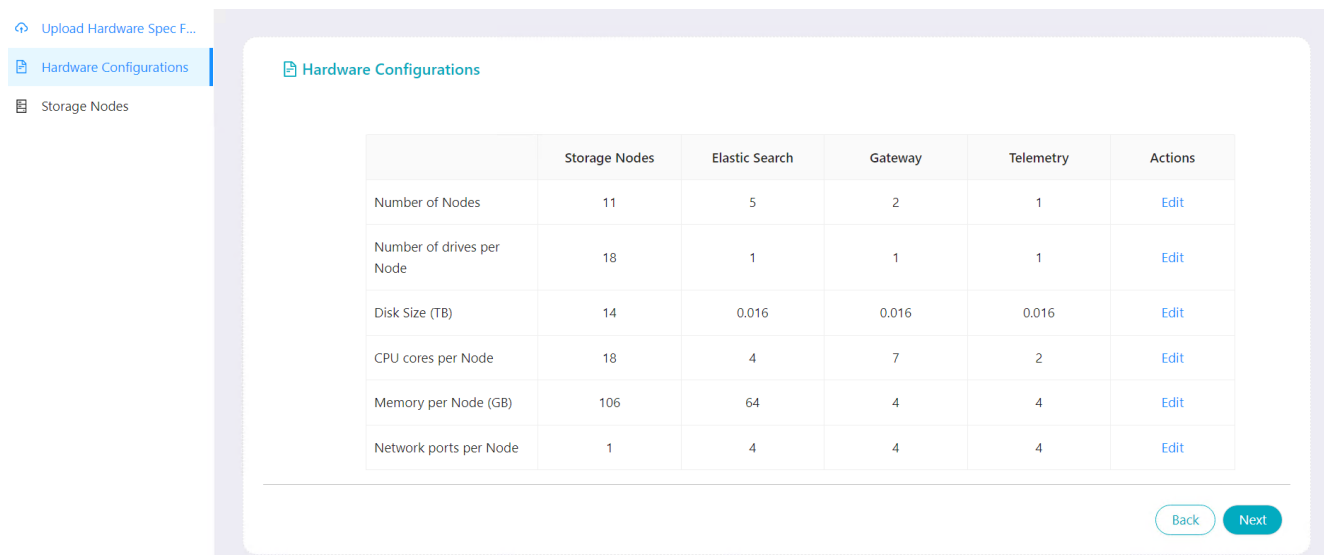 Upload Hardware Spec F...
Hardware Configurations
Storage Nodes
Hardware Configurations
Storage Nodes Elastic Search Gateway Telemetry Actions
Number of Nodes 11 5 2 1 Edit
Number of drives per
Node 18 1 1 1 Edit
Disk Size (TB) 14 0.016 0.016 0.016 Edit
CPU cores per Node 18 4 7 2 Edit
Memory per Node (GB) 106 64 4 4 Edit
Network ports per Node 1 4 4 4 Edit
Back Next